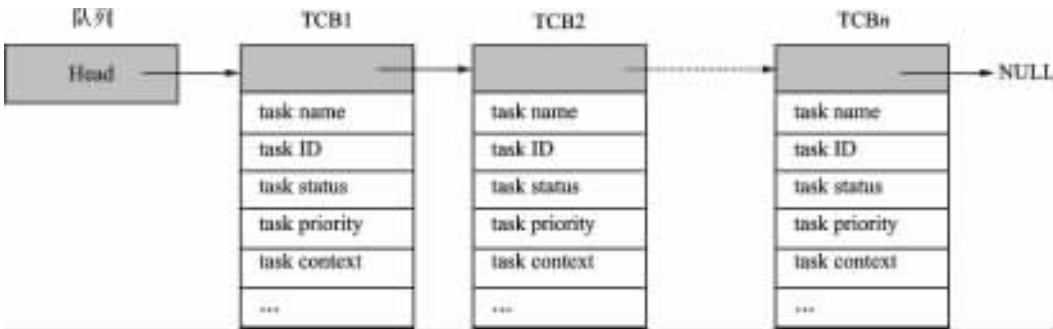 队列 TCB1 TCB2 TCBn
Head NULL
task name task name task name
task ID task ID task ID
task status task status task status
task priority task priority task priority
task context task context task context
... ... ...